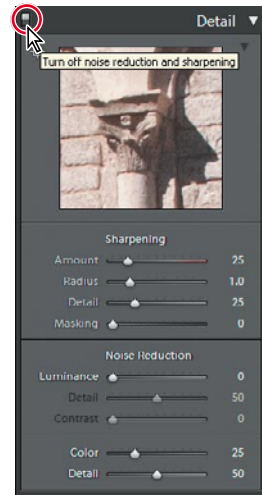 Detail
Turn off noise reduction and sharpening
Sharpening
Amount 25
Radius 1.0
Detail 25
Masking 0
Noise Reduction
Luminance 0
Detail 50
Contrast 0
Color 25
Detail 50